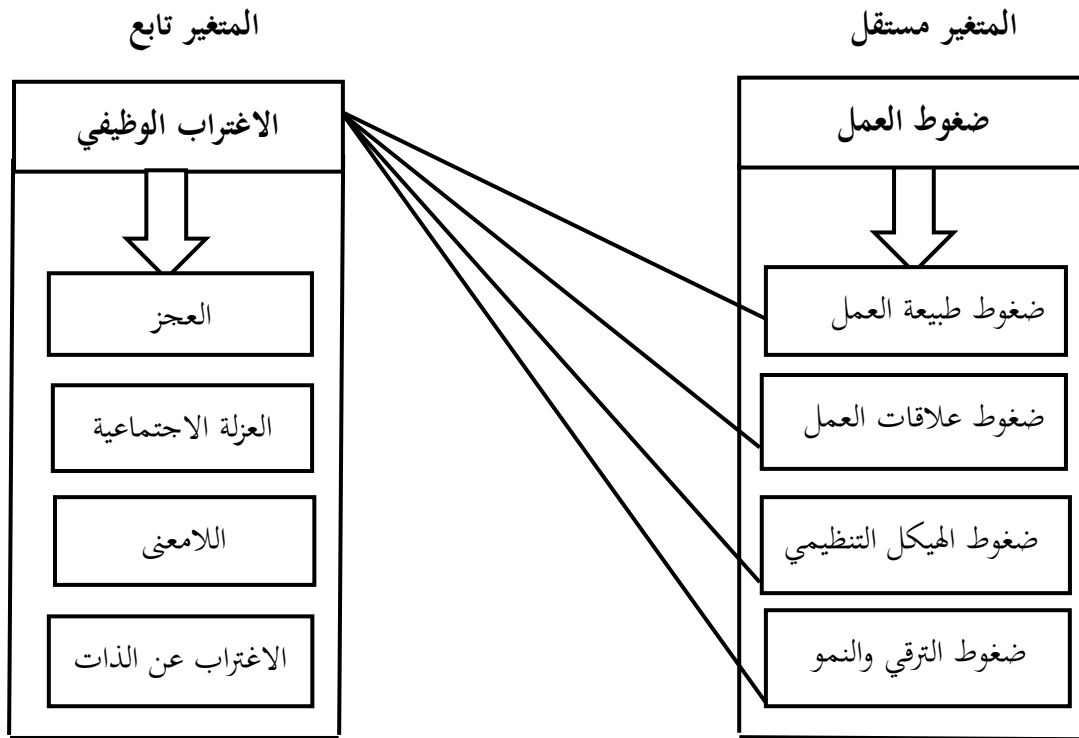 المتغير مستقل
المتغير تابع
ضغوط العمل
الاغتراب الوظيفي
ضغوط طبيعة العمل
ضغوط علاقات العمل
ضغوط الهيكل التنظيمي
ضغوط الترقي والنمو
العجز
العزلة الاجتماعية
اللامعنى
الاغتراب عن الذات